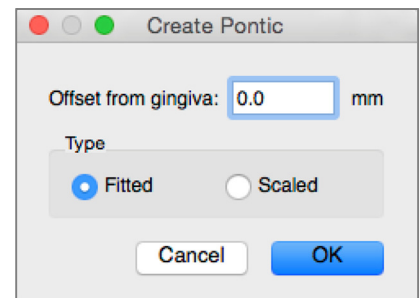 Create Pontic
Offset from gingiva: 0.0 mm
Type
Fitted Scaled
Cancel OK